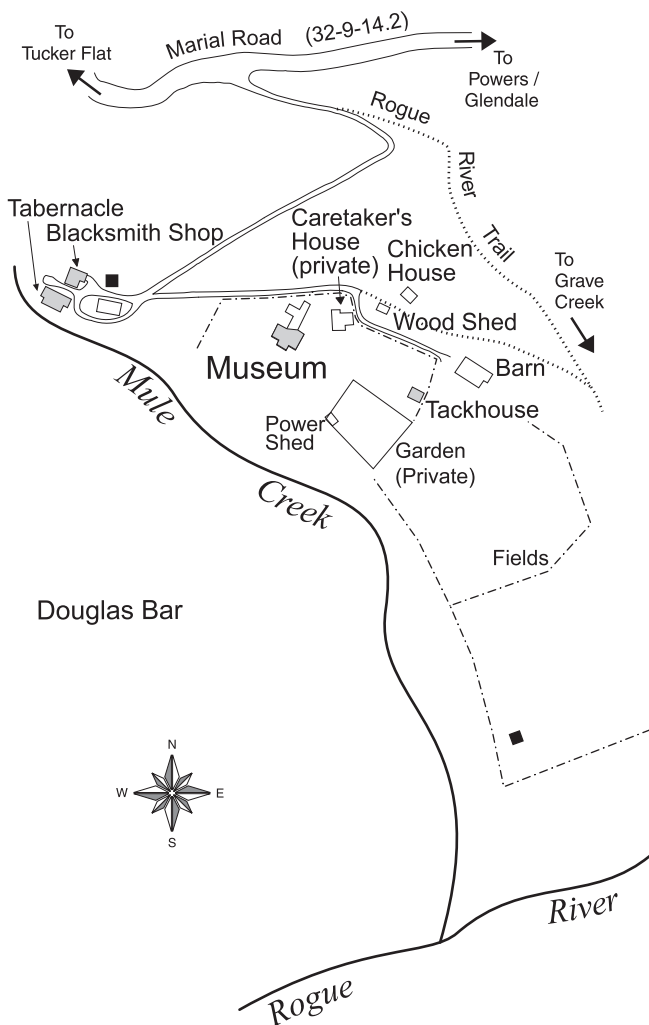 To
Tucker Flat
Marial Road (32-9-14.2)
To
Powers /
Glendale
Rogue
River
Trail
Tabernacle
Blacksmith Shop
Caretaker's
House
(private)
Chicken
House
To
Grave
Creek
Wood Shed
Museum
Barn
Mule
Creek
Tackhouse
Power
Shed
Garden
(Private)
Fields
Douglas Bar
N
W E
S
Rogue
River